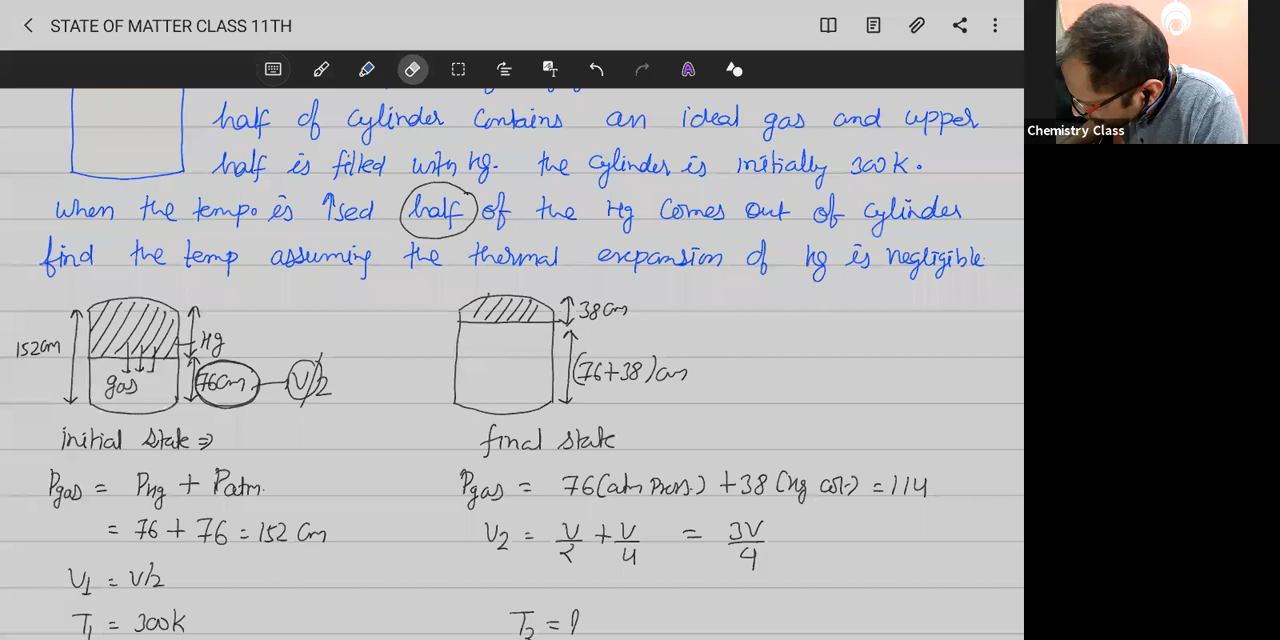 STATE OF MATTER CLASS 11TH
Chemistry Class
half of cylinder contains an ideal gas and upper
half is filled with hg. the cylinder is initially 300K.
when the temp. is ↑sed half of the Hg comes out of cylinder
find the temp assuming the thermal expansion of hg is negligible
152cm
Hg
gas
76cm
V/2
38cm
(76+38)cm
initial state ⇒
final state
Pgas = PHg + Patm.
Pgas = 76(atm Press.) + 38 (Hg col.) = 114
= 76 + 76 = 152 cm
V2 = V/2 + V/4 = 3V/4
V1 = V/2
T1 = 300K
T2 = ?